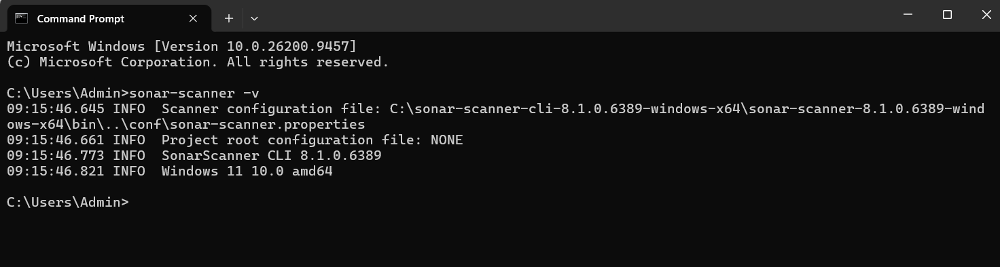 Command Prompt
Microsoft Windows [Version 10.0.26200.9457]
(c) Microsoft Corporation. All rights reserved.
C:\Users\Admin>sonar-scanner -v
09:15:46.645 INFO  Scanner configuration file: C:\sonar-scanner-cli-8.1.0.6389-windows-x64\sonar-scanner-8.1.0.6389-wind
ows-x64\bin\..\conf\sonar-scanner.properties
09:15:46.661 INFO  Project root configuration file: NONE
09:15:46.773 INFO  SonarScanner CLI 8.1.0.6389
09:15:46.821 INFO  Windows 11 10.0 amd64
C:\Users\Admin>